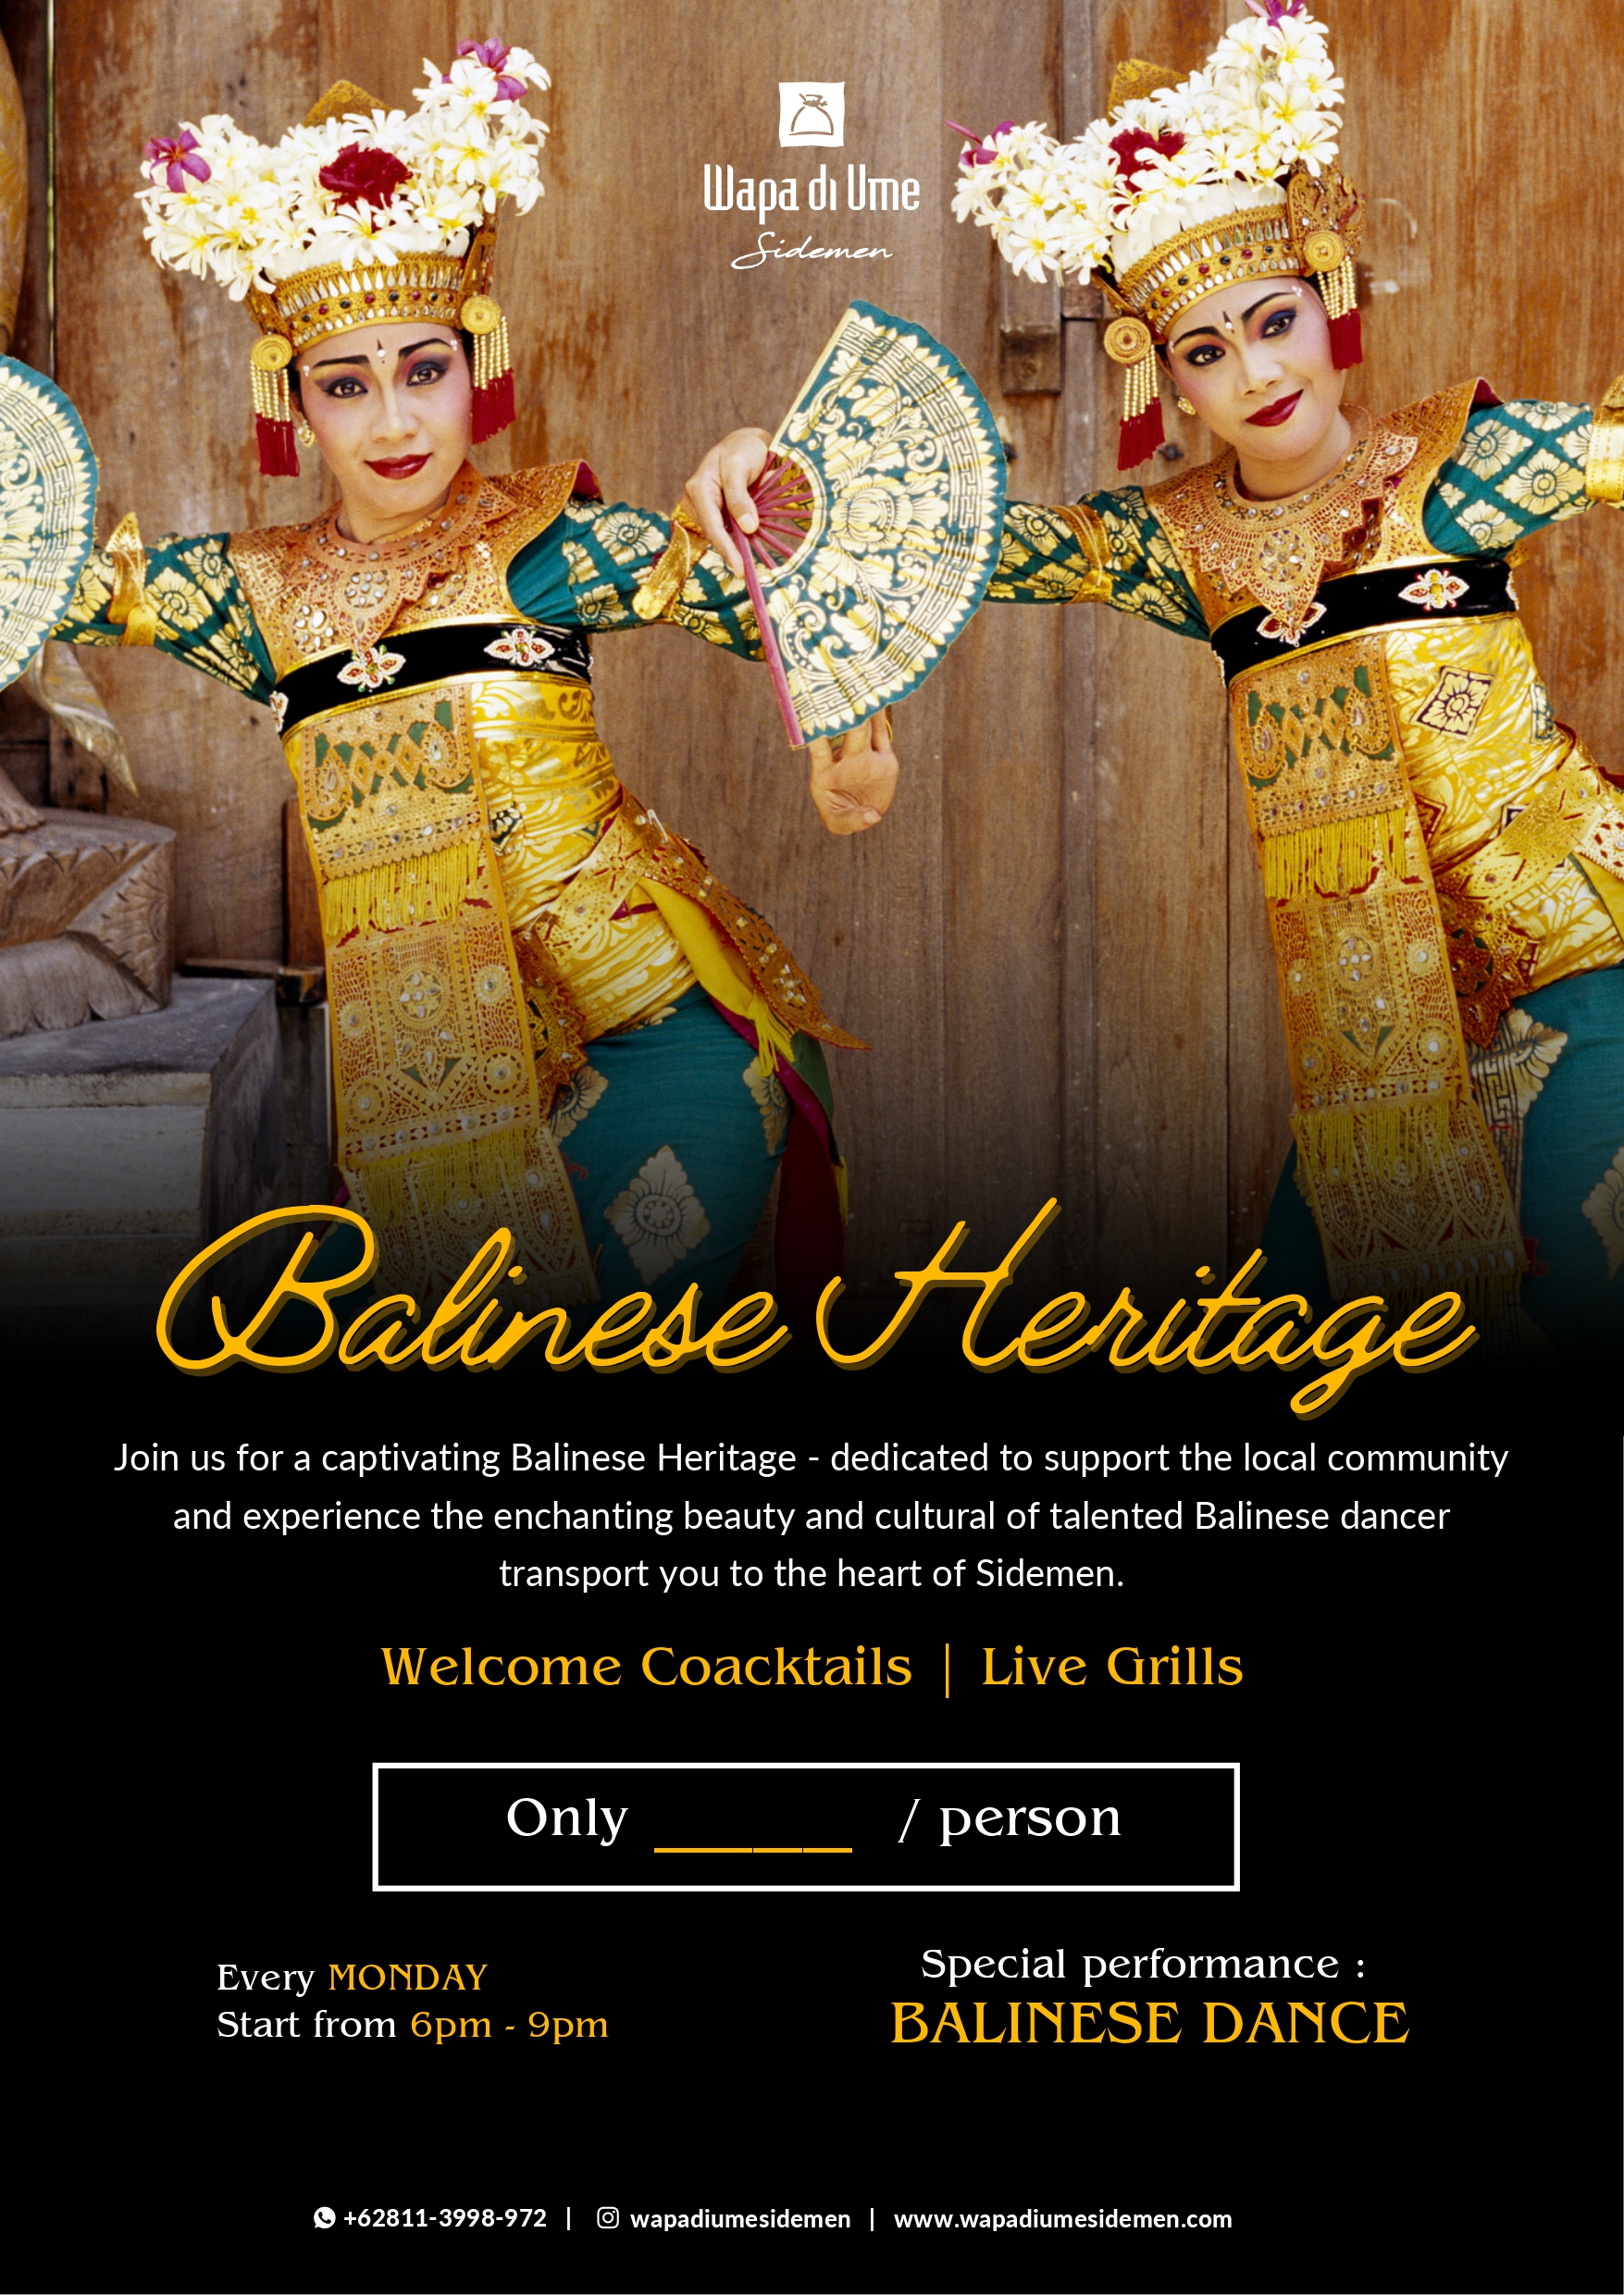 Wapa di Ume
Sidemen
Balinese Heritage
Join us for a captivating Balinese Heritage - dedicated to support the local community
and experience the enchanting beauty and cultural of talented Balinese dancer
transport you to the heart of Sidemen.
Welcome Coacktails | Live Grills
Only ____ / person
Every MONDAY
Start from 6pm - 9pm
Special performance :
BALINESE DANCE
+62811-3998-972 | wapadiumesidemen | www.wapadiumesidemen.com